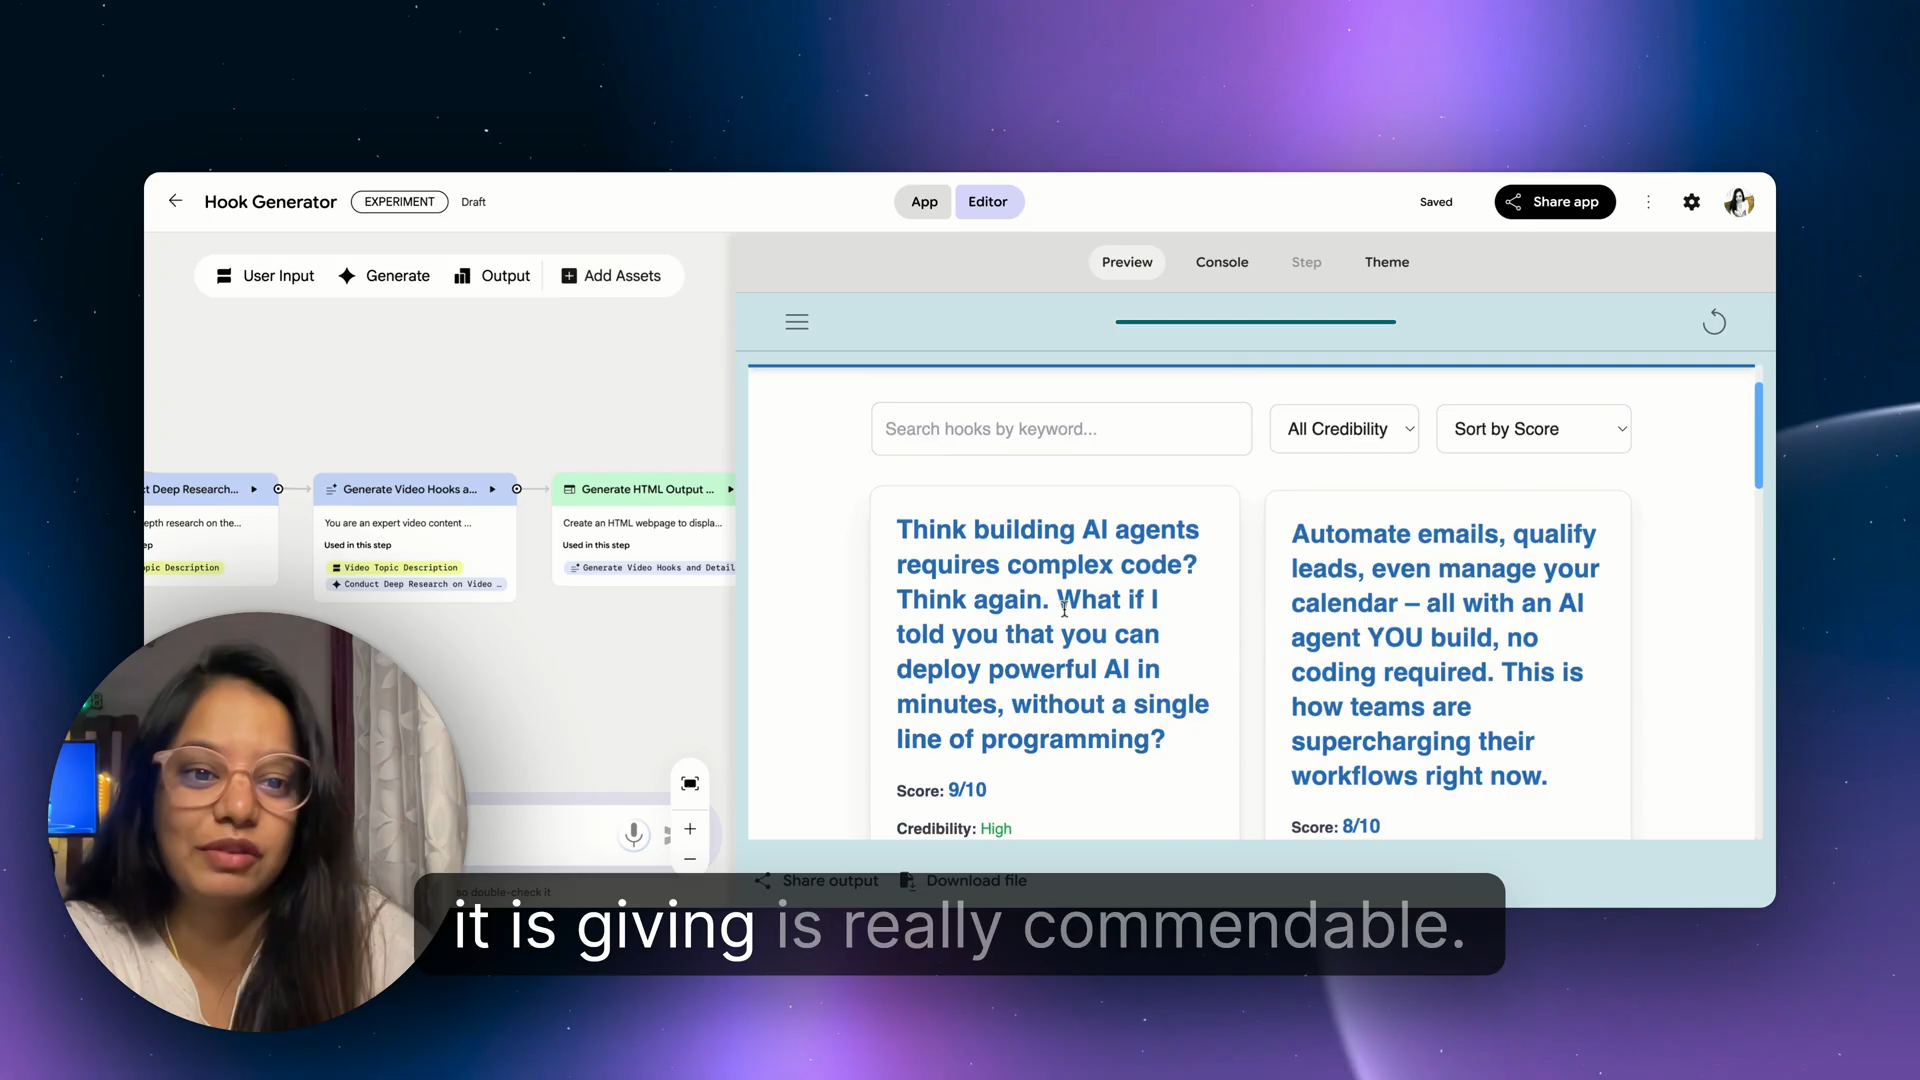 Hook Generator
EXPERIMENT
Draft
App
Editor
Saved
Share app
User Input
Generate
Output
Add Assets
Preview
Console
Step
Theme
Search hooks by keyword...
All Credibility
Sort by Score
t Deep Research...
epth research on the...
ep
opic Description
Generate Video Hooks a...
You are an expert video content ...
Used in this step
Video Topic Description
Conduct Deep Research on Video ...
Generate HTML Output ...
Create an HTML webpage to displa...
Used in this step
Generate Video Hooks and Detail
Think building AI agents
requires complex code?
Think again. What if I
told you that you can
deploy powerful AI in
minutes, without a single
line of programming?
Score: 9/10
Credibility: High
Automate emails, qualify
leads, even manage your
calendar – all with an AI
agent YOU build, no
coding required. This is
how teams are
supercharging their
workflows right now.
Score: 8/10
so double-check it
Share output
Download file
it is giving is really commendable.